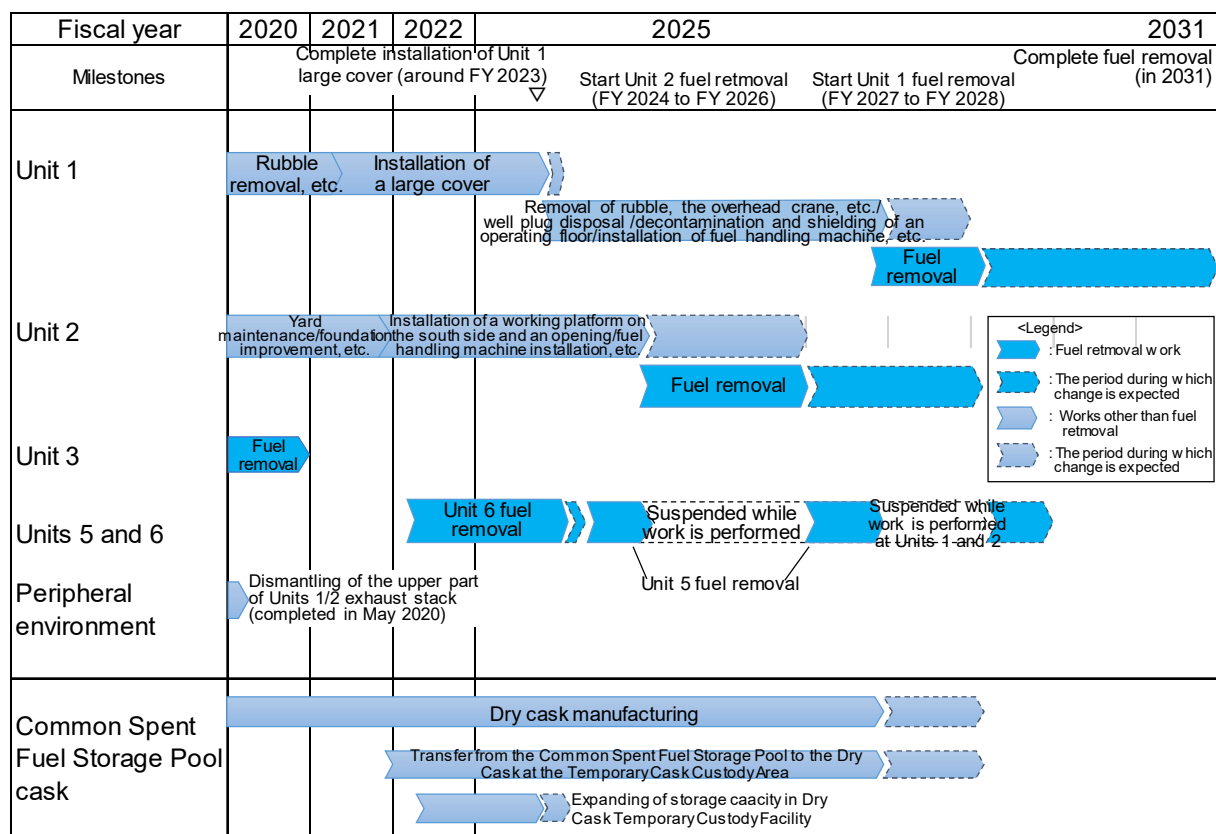 Fiscal year 2020 2021 2022 2025 2031
Milestones
Complete installation of Unit 1
large cover (around FY 2023)
Start Unit 2 fuel retmoval
(FY 2024 to FY 2026)
Start Unit 1 fuel removal
(FY 2027 to FY 2028)
Complete fuel removal
(in 2031)
Unit 1
Rubble
removal, etc.
Installation of
a large cover
Removal of rubble, the overhead crane, etc./
well plug disposal /decontamination and shielding of an
operating floor/installation of fuel handling machine, etc.
Fuel
removal
Unit 2
Yard
maintenance/foundation
improvement, etc.
Installation of a working platform on
the south side and an opening/fuel
handling machine installation, etc
Fuel removal
<Legend>
: Fuel retmoval work
: The period during which
change is expected
: Works other than fuel
retmoval
: The period during which
change is expected
Unit 3
Fuel
removal
Units 5 and 6
Unit 6 fuel
removal
Suspended while
work is performed
Suspended while
work is performed
at Units 1 and 2
Unit 5 fuel removal
Peripheral
environment
Dismantling of the upper part
of Units 1/2 exhaust stack
(completed in May 2020)
Common Spent
Fuel Storage Pool
cask
Dry cask manufacturing
Transfer from the Common Spent Fuel Storage Pool to the Dry
Cask at the Temporary Cask Custody Area
Expanding of storage caacity in Dry
Cask Temporary Custody Facility